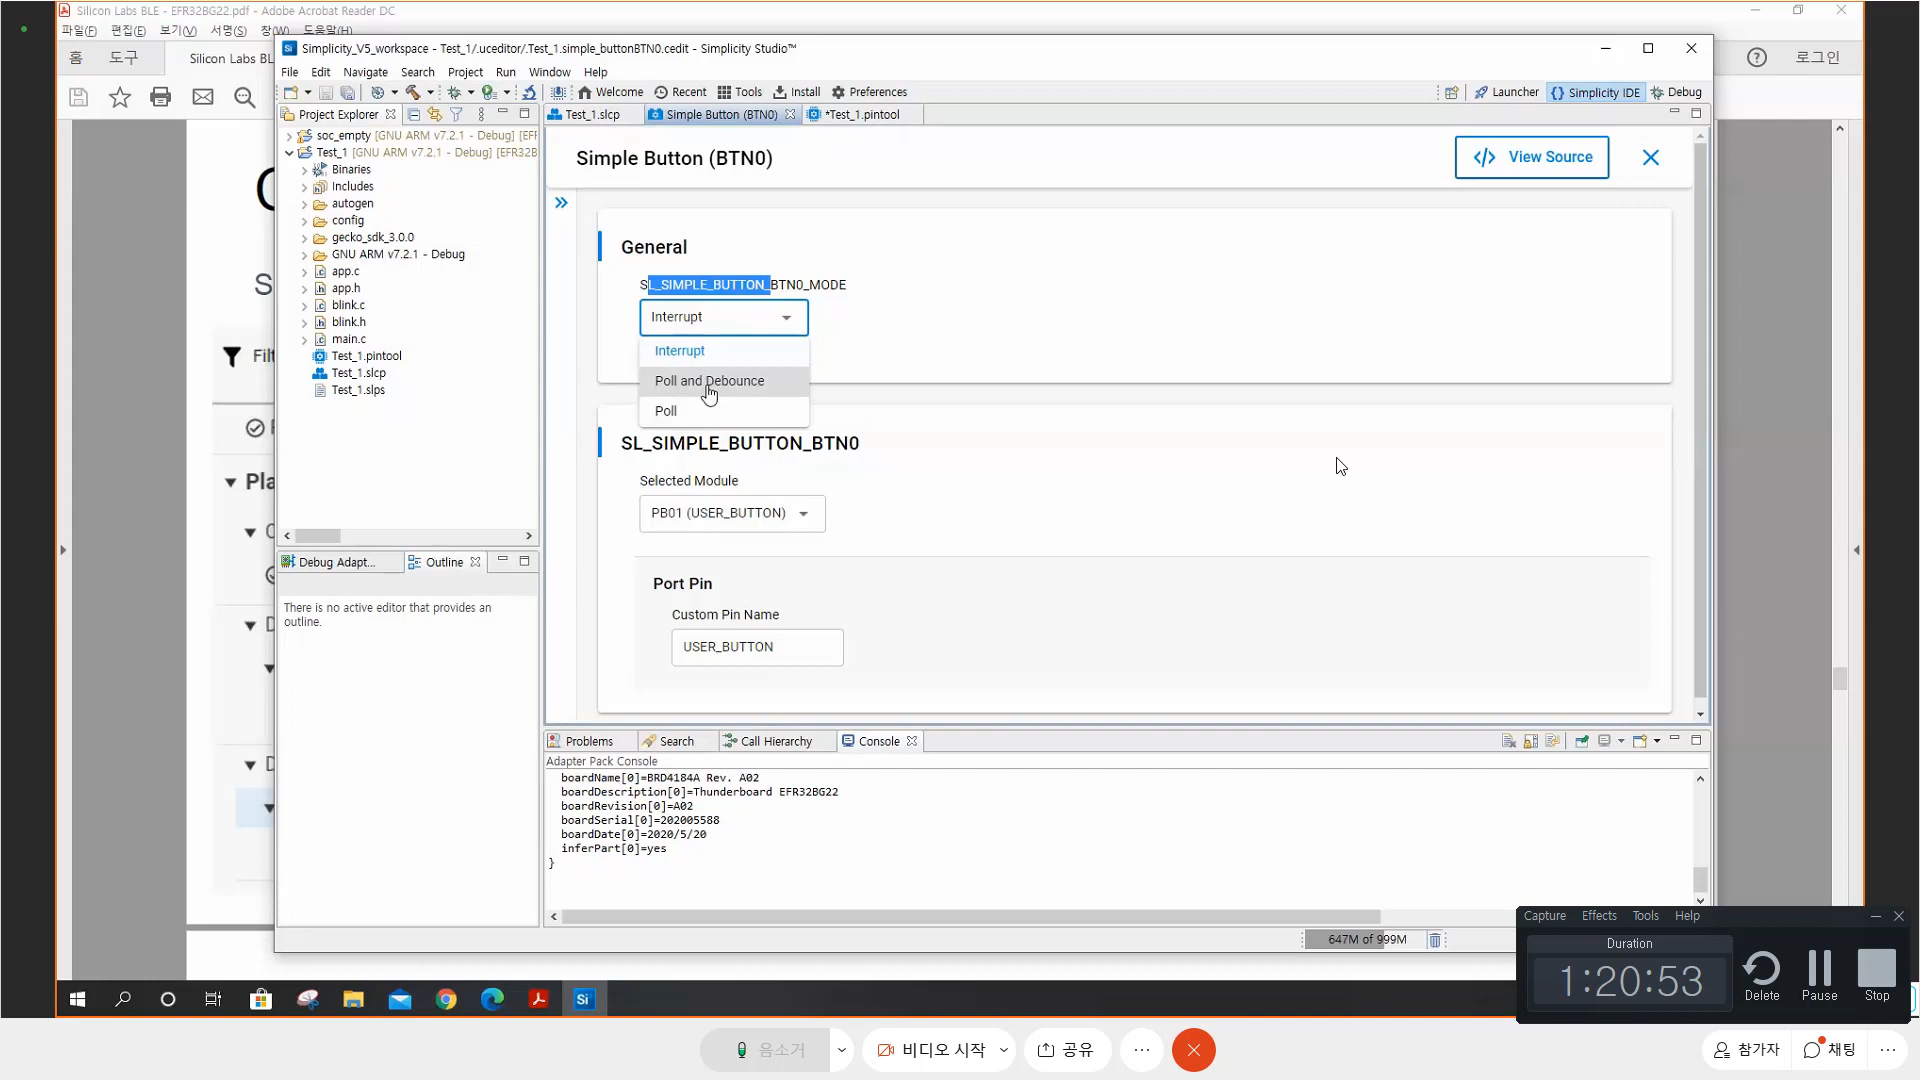 Silicon Labs BLE - EFR32BG22.pdf - Adobe Acrobat Reader DC
파일(F) 편집(E) 보기(V) 서명(S) 창(W) 도움말(H)
홈 도구 Silicon Labs BL 로그인
Simplicity_V5_workspace - Test_1/.uceditor/.Test_1.simple_buttonBTN0.cedit - Simplicity Studio™
File Edit Navigate Search Project Run Window Help
Welcome Recent Tools Install Preferences Launcher Simplicity IDE Debug
Project Explorer
Test_1.slcp Simple Button (BTN0) *Test_1.pintool
soc_empty [GNU ARM v7.2.1 - Debug] [EF
Test_1 [GNU ARM v7.2.1 - Debug] [EFR32B
Binaries
Includes
autogen
config
gecko_sdk_3.0.0
GNU ARM v7.2.1 - Debug
app.c
app.h
blink.c
blink.h
main.c
Test_1.pintool
Test_1.slcp
Test_1.slps
Simple Button (BTN0)
View Source
General
SL_SIMPLE_BUTTON_BTN0_MODE
Interrupt
Interrupt
Poll and Debounce
Poll
SL_SIMPLE_BUTTON_BTN0
Selected Module
PB01 (USER_BUTTON)
Port Pin
Custom Pin Name
USER_BUTTON
Debug Adapt... Outline
There is no active editor that provides an
outline.
S
Filt
Pla
Problems Search Call Hierarchy Console
Adapter Pack Console
boardName[0]=BRD4184A Rev. A02
boardDescription[0]=Thunderboard EFR32BG22
boardRevision[0]=A02
boardSerial[0]=202005588
boardDate[0]=2020/5/20
inferPart[0]=yes
}
647M of 999M
Capture Effects Tools Help
Duration
1:20:53
Delete Pause Stop
음소거 비디오 시작 공유 참가자 채팅